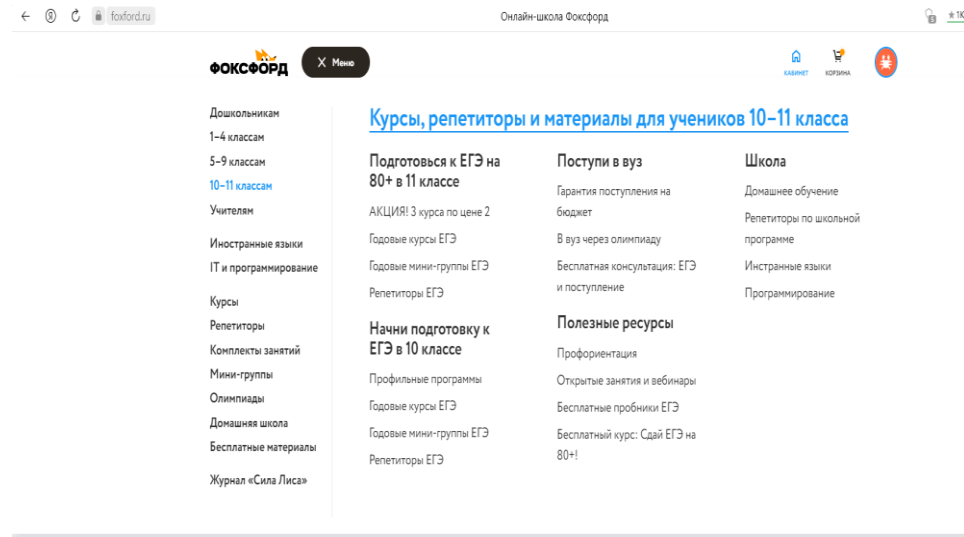 foxford.ru
Онлайн-школа Фоксфорд
★ 1K
ФОКСФОРД
X Меню
КАБИНЕТ
КОРЗИНА
Дошкольникам
1–4 классам
5–9 классам
10–11 классам
Учителям
Иностранные языки
IT и программирование
Курсы
Репетиторы
Комплекты занятий
Мини-группы
Олимпиады
Домашняя школа
Бесплатные материалы
Журнал «Сила Лиса»
Курсы, репетиторы и материалы для учеников 10–11 класса
Подготовься к ЕГЭ на
80+ в 11 классе
АКЦИЯ! 3 курса по цене 2
Годовые курсы ЕГЭ
Годовые мини-группы ЕГЭ
Репетиторы ЕГЭ
Начни подготовку к
ЕГЭ в 10 классе
Профильные программы
Годовые курсы ЕГЭ
Годовые мини-группы ЕГЭ
Репетиторы ЕГЭ
Поступи в вуз
Гарантия поступления на
бюджет
В вуз через олимпиаду
Бесплатная консультация: ЕГЭ
и поступление
Полезные ресурсы
Профориентация
Открытые занятия и вебинары
Бесплатные пробники ЕГЭ
Бесплатный курс: Сдай ЕГЭ на
80+!
Школа
Домашнее обучение
Репетиторы по школьной
программе
Инстранные языки
Программирование